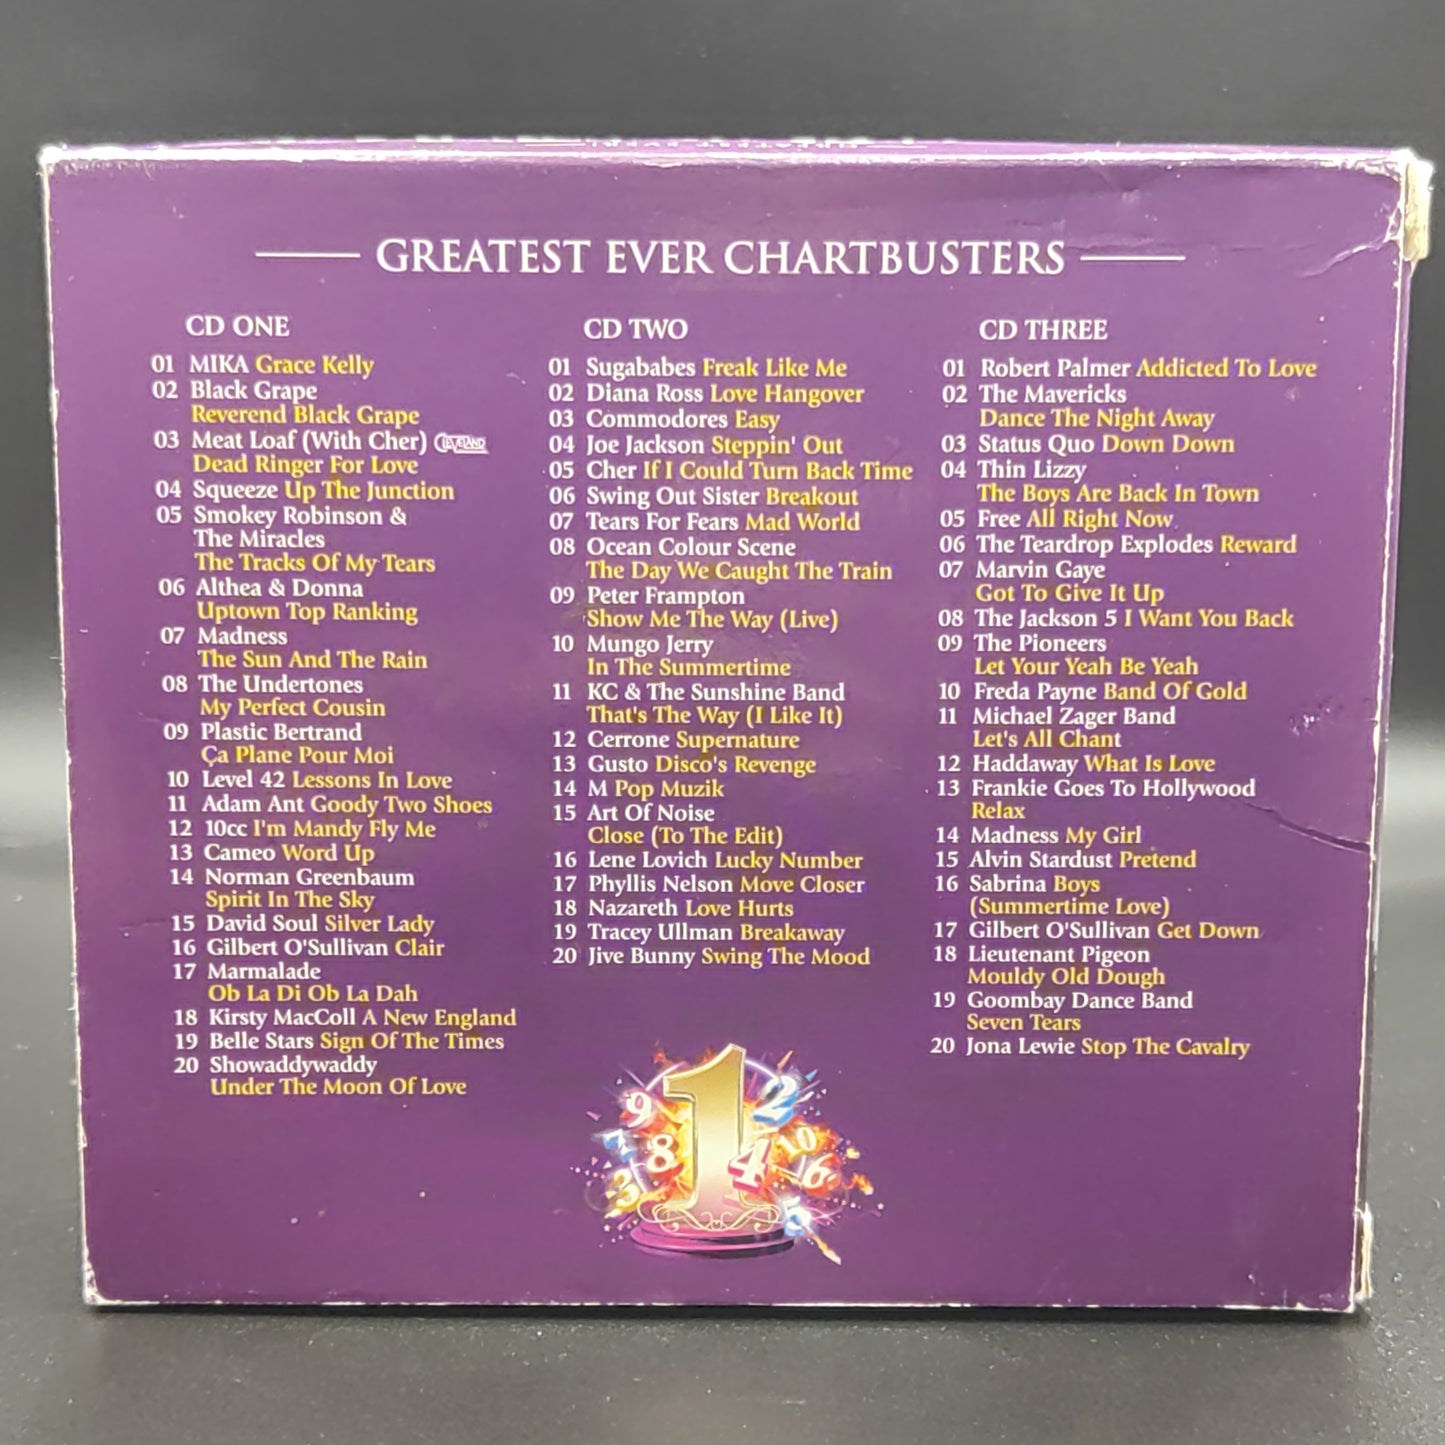 GREATEST EVER CHARTBUSTERS
CD ONE
01 MIKA Grace Kelly
02 Black Grape
Reverend Black Grape
03 Meat Loaf (With Cher) CLEVELAND
Dead Ringer For Love
04 Squeeze Up The Junction
05 Smokey Robinson &
The Miracles
The Tracks Of My Tears
06 Althea & Donna
Uptown Top Ranking
07 Madness
The Sun And The Rain
08 The Undertones
My Perfect Cousin
09 Plastic Bertrand
Ça Plane Pour Moi
10 Level 42 Lessons In Love
11 Adam Ant Goody Two Shoes
12 10cc I'm Mandy Fly Me
13 Cameo Word Up
14 Norman Greenbaum
Spirit In The Sky
15 David Soul Silver Lady
16 Gilbert O'Sullivan Clair
17 Marmalade
Ob La Di Ob La Dah
18 Kirsty MacColl A New England
19 Belle Stars Sign Of The Times
20 Showaddywaddy
Under The Moon Of Love
CD TWO
01 Sugababes Freak Like Me
02 Diana Ross Love Hangover
03 Commodores Easy
04 Joe Jackson Steppin' Out
05 Cher If I Could Turn Back Time
06 Swing Out Sister Breakout
07 Tears For Fears Mad World
08 Ocean Colour Scene
The Day We Caught The Train
09 Peter Frampton
Show Me The Way (Live)
10 Mungo Jerry
In The Summertime
11 KC & The Sunshine Band
That's The Way (I Like It)
12 Cerrone Supernature
13 Gusto Disco's Revenge
14 M Pop Muzik
15 Art Of Noise
Close (To The Edit)
16 Lene Lovich Lucky Number
17 Phyllis Nelson Move Closer
18 Nazareth Love Hurts
19 Tracey Ullman Breakaway
20 Jive Bunny Swing The Mood
CD THREE
01 Robert Palmer Addicted To Love
02 The Mavericks
Dance The Night Away
03 Status Quo Down Down
04 Thin Lizzy
The Boys Are Back In Town
05 Free All Right Now
06 The Teardrop Explodes Reward
07 Marvin Gaye
Got To Give It Up
08 The Jackson 5 I Want You Back
09 The Pioneers
Let Your Yeah Be Yeah
10 Freda Payne Band Of Gold
11 Michael Zager Band
Let's All Chant
12 Haddaway What Is Love
13 Frankie Goes To Hollywood
Relax
14 Madness My Girl
15 Alvin Stardust Pretend
16 Sabrina Boys
(Summertime Love)
17 Gilbert O'Sullivan Get Down
18 Lieutenant Pigeon
Mouldy Old Dough
19 Goombay Dance Band
Seven Tears
20 Jona Lewie Stop The Cavalry
1
2
9
7
8
4
10
6
3
5